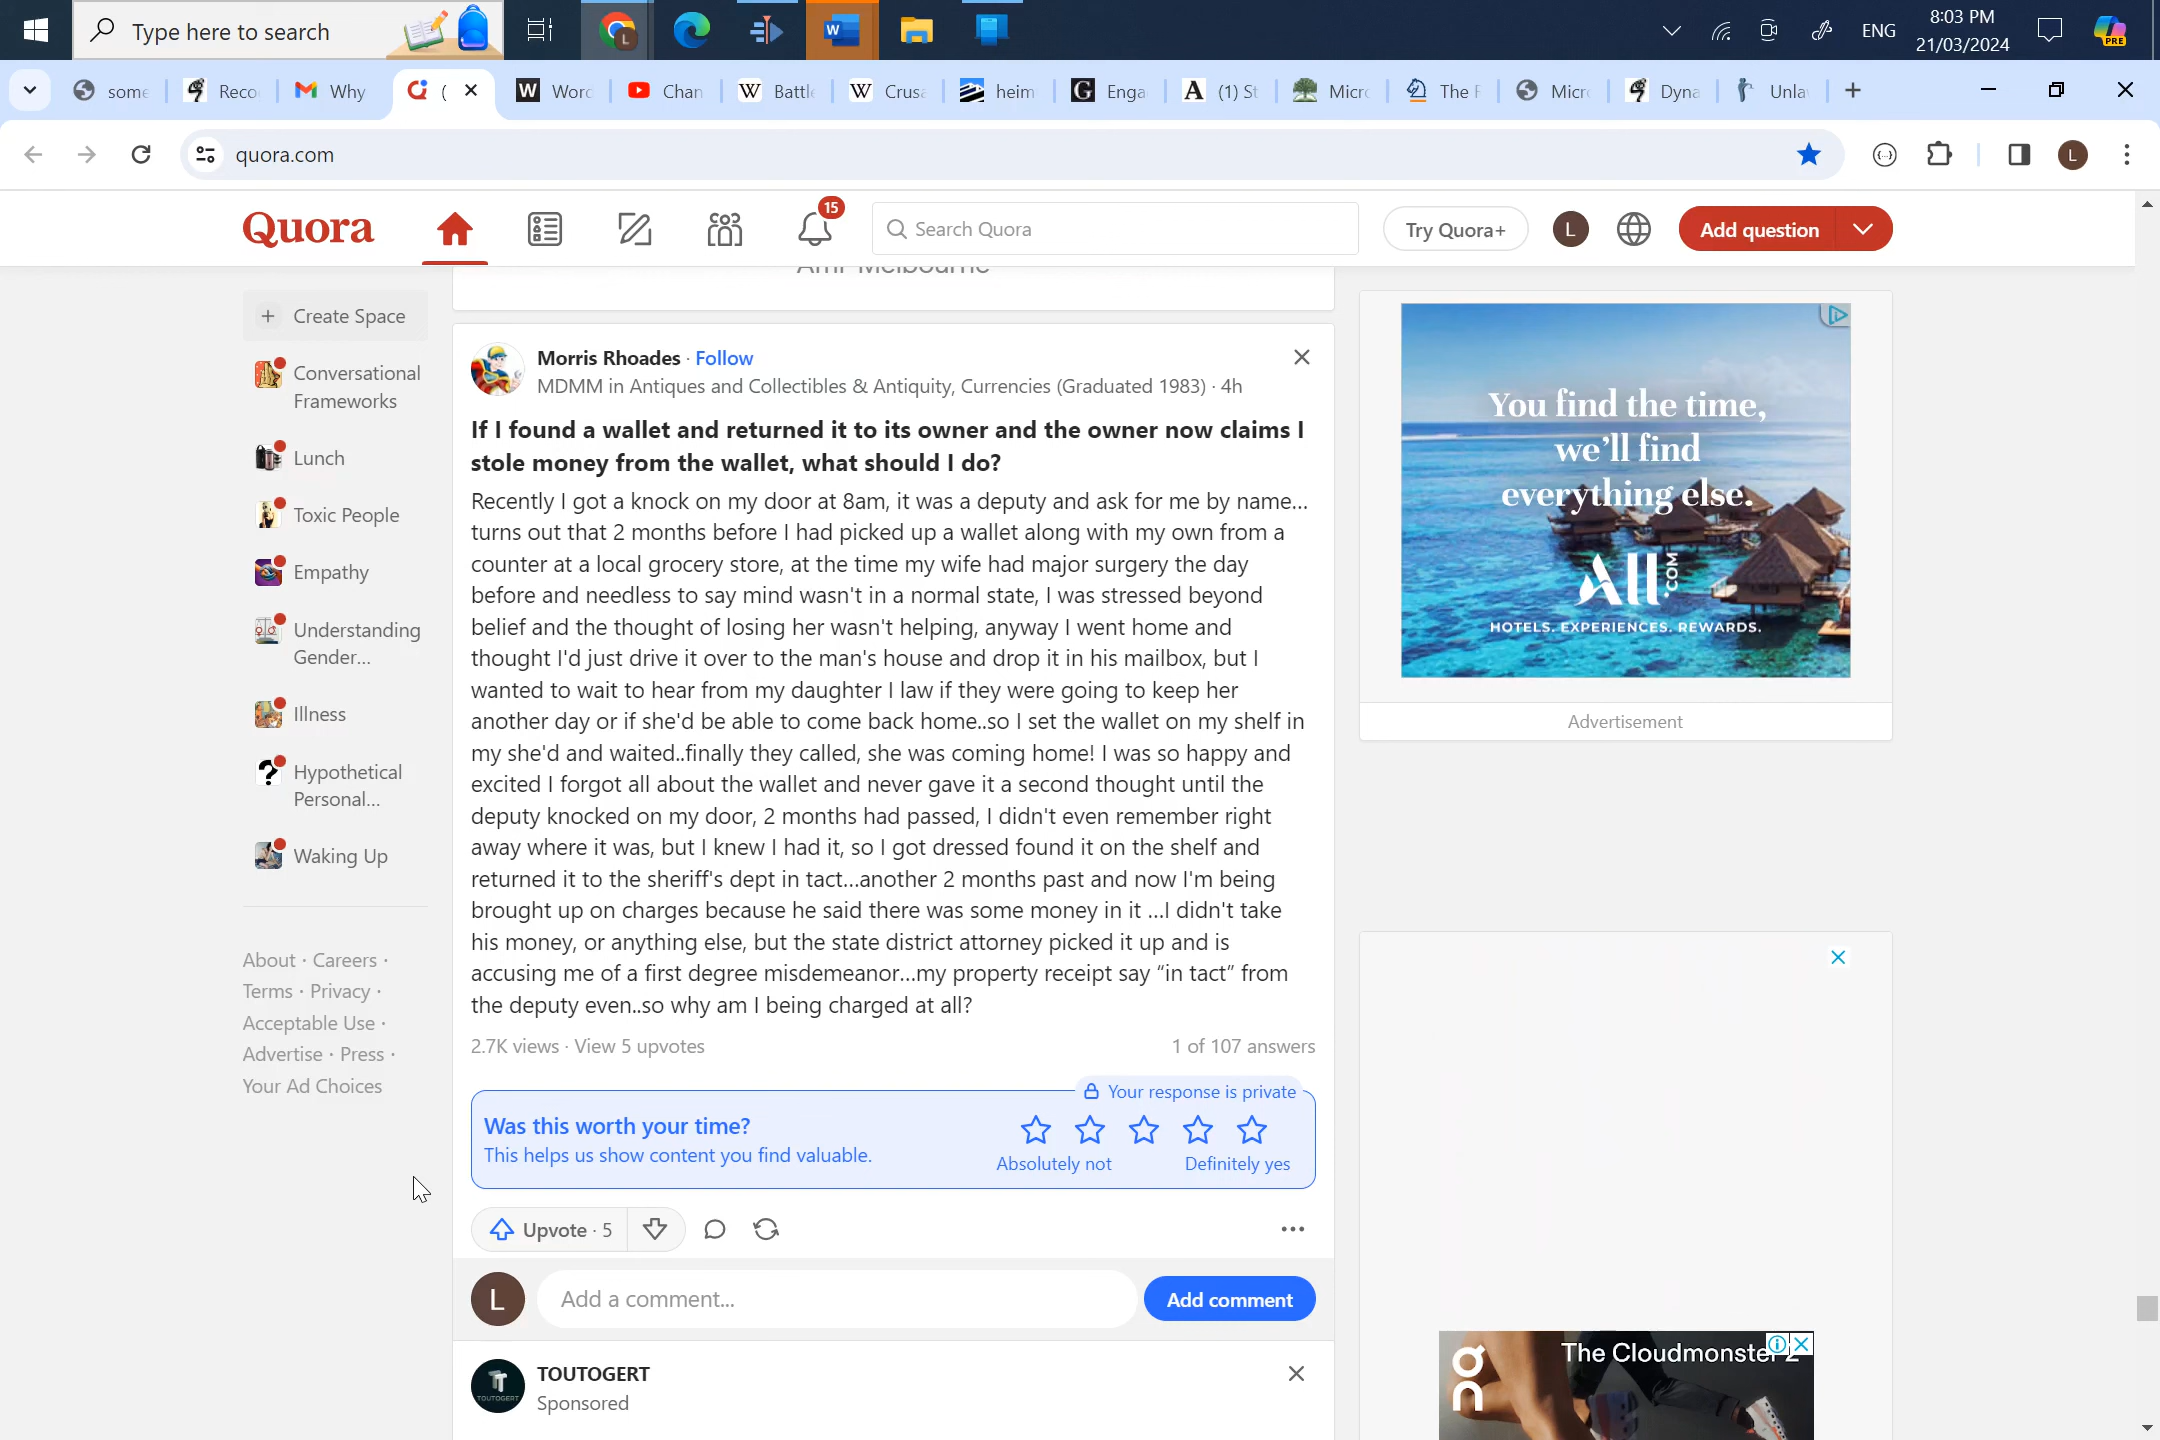 Type here to search
ENG
8:03 PM
21/03/2024
PRE
some
Reco
Why
(
Word
Chan
Battle
Crusa
heim
Enga
(1) St
Micro
The F
Micro
Dyna
Unla
quora.com
L
Quora
15
Search Quora
Try Quora+
L
Add question
Create Space
Conversational
Frameworks
Lunch
Toxic People
Empathy
Understanding
Gender...
Illness
Hypothetical
Personal...
Waking Up
About · Careers ·
Terms · Privacy ·
Acceptable Use ·
Advertise · Press ·
Your Ad Choices
Morris Rhoades · Follow
MDMM in Antiques and Collectibles & Antiquity, Currencies (Graduated 1983) · 4h
If I found a wallet and returned it to its owner and the owner now claims I
stole money from the wallet, what should I do?
Recently I got a knock on my door at 8am, it was a deputy and ask for me by name...
turns out that 2 months before I had picked up a wallet along with my own from a
counter at a local grocery store, at the time my wife had major surgery the day
before and needless to say mind wasn't in a normal state, I was stressed beyond
belief and the thought of losing her wasn't helping, anyway I went home and
thought I'd just drive it over to the man's house and drop it in his mailbox, but I
wanted to wait to hear from my daughter I law if they were going to keep her
another day or if she'd be able to come back home..so I set the wallet on my shelf in
my she'd and waited..finally they called, she was coming home! I was so happy and
excited I forgot all about the wallet and never gave it a second thought until the
deputy knocked on my door, 2 months had passed, I didn't even remember right
away where it was, but I knew I had it, so I got dressed found it on the shelf and
returned it to the sheriff's dept in tact...another 2 months past and now I'm being
brought up on charges because he said there was some money in it ...I didn't take
his money, or anything else, but the state district attorney picked it up and is
accusing me of a first degree misdemeanor...my property receipt say “in tact” from
the deputy even..so why am I being charged at all?
2.7K views · View 5 upvotes
1 of 107 answers
Your response is private
Was this worth your time?
This helps us show content you find valuable.
Absolutely not
Definitely yes
Upvote · 5
L
Add a comment...
Add comment
TOUTOGERT
Sponsored
You find the time,
we'll find
everything else.
ALL.COM
HOTELS. EXPERIENCES. REWARDS.
Advertisement
on
The Cloudmonster 2